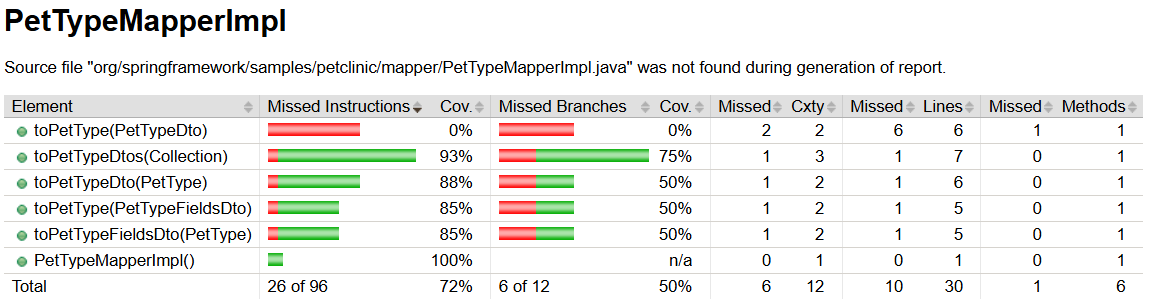 PetTypeMapperImpl
Source file "org/springframework/samples/petclinic/mapper/PetTypeMapperImpl.java" was not found during generation of report.
Element Missed Instructions Cov. Missed Branches Cov. Missed Cxty Missed Lines Missed Methods
toPetType(PetTypeDto) 0% 0% 2 2 6 6 1 1
toPetTypeDtos(Collection) 93% 75% 1 3 1 7 0 1
toPetTypeDto(PetType) 88% 50% 1 2 1 6 0 1
toPetType(PetTypeFieldsDto) 85% 50% 1 2 1 5 0 1
toPetTypeFieldsDto(PetType) 85% 50% 1 2 1 5 0 1
PetTypeMapperImpl() 100% n/a 0 1 0 1 0 1
Total 26 of 96 72% 6 of 12 50% 6 12 10 30 1 6